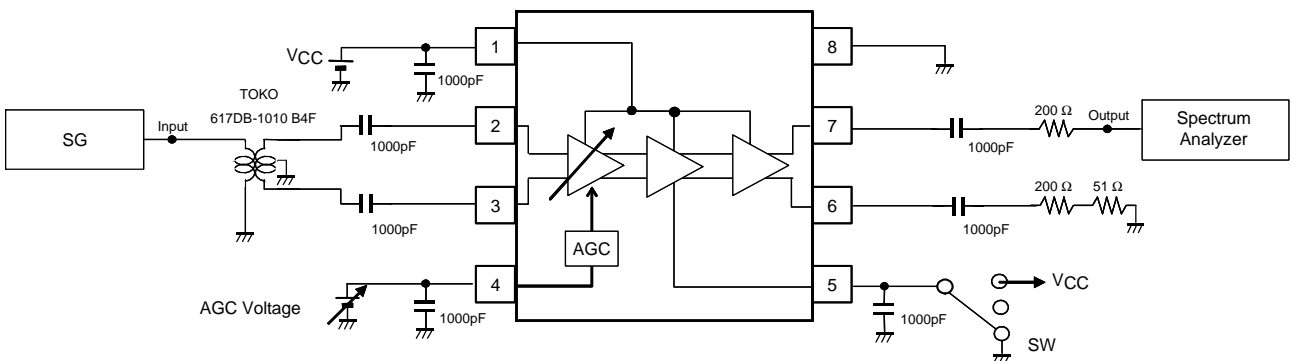 1
8
VCC
1000pF
TOKO
617DB-1010 B4F
SG
Input
2
1000pF
7
200 Ω
Output
Spectrum
Analyzer
1000pF
3
1000pF
6
200 Ω
51 Ω
1000pF
AGC
4
AGC Voltage
1000pF
5
1000pF
VCC
SW